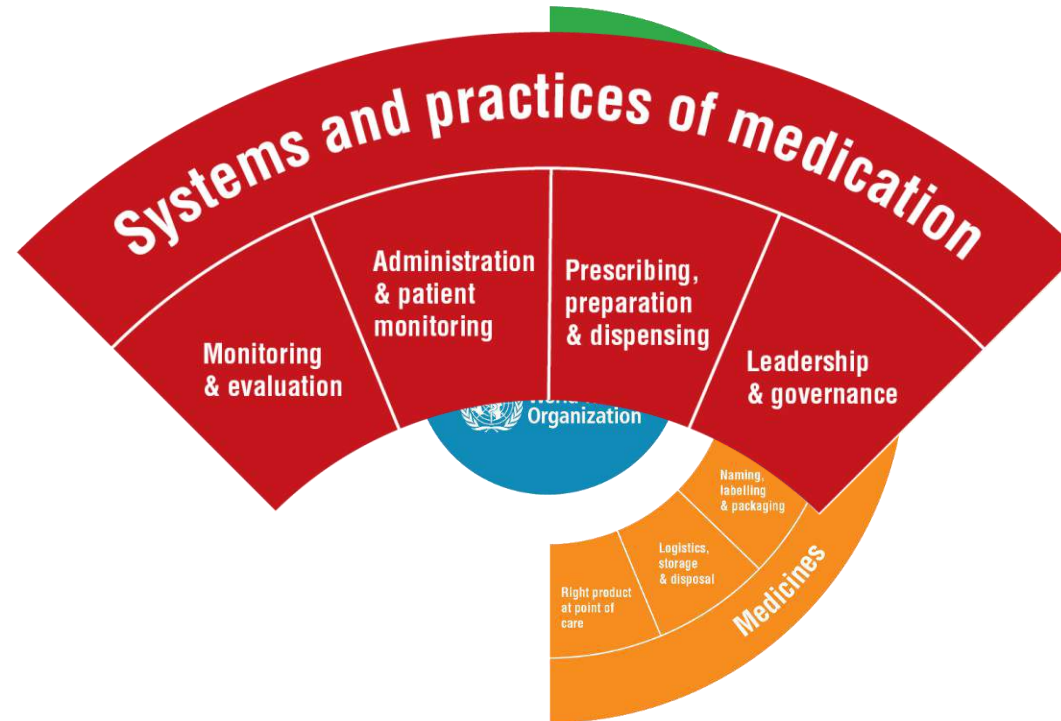 Systems and practices of medication
Monitoring
& evaluation
Administration
& patient
monitoring
Prescribing,
preparation
& dispensing
Leadership
& governance
Organization
Naming,
labelling
& packaging
Logistics,
storage
& disposal
Right product
at point of
care
Medicines